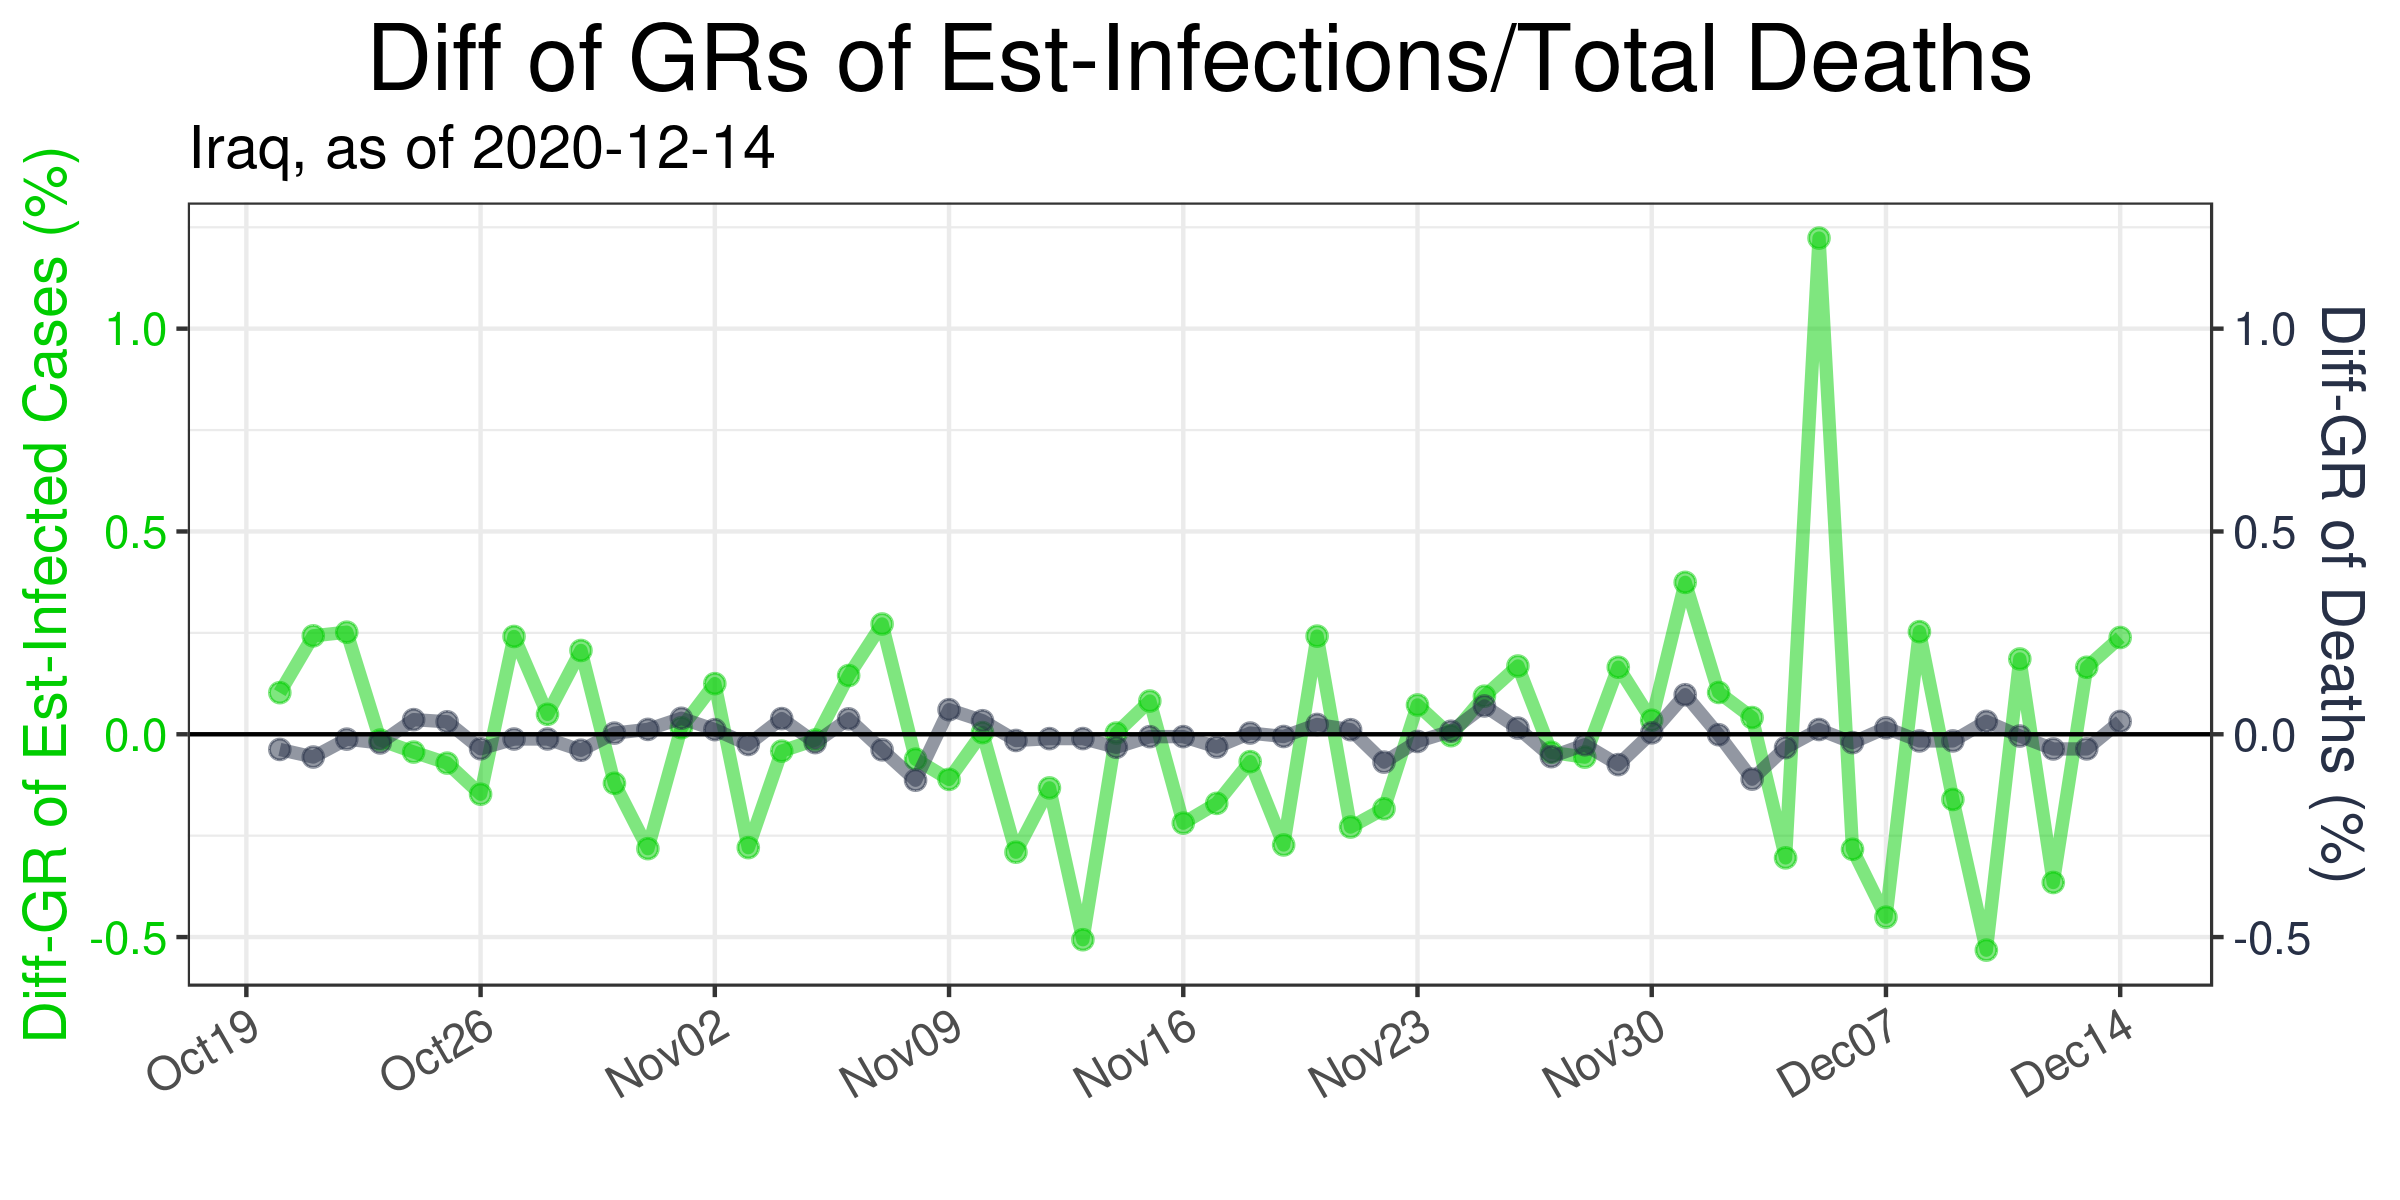 Diff of GRs of Est-Infections/Total Deaths
Iraq, as of 2020-12-14
Diff-GR of Est-Infected Cases (%)
1.0
0.5
0.0
-0.5
1.0
0.5
0.0
-0.5
Diff-GR of Deaths (%)
Oct19
Oct26
Nov02
Nov09
Nov16
Nov23
Nov30
Dec07
Dec14